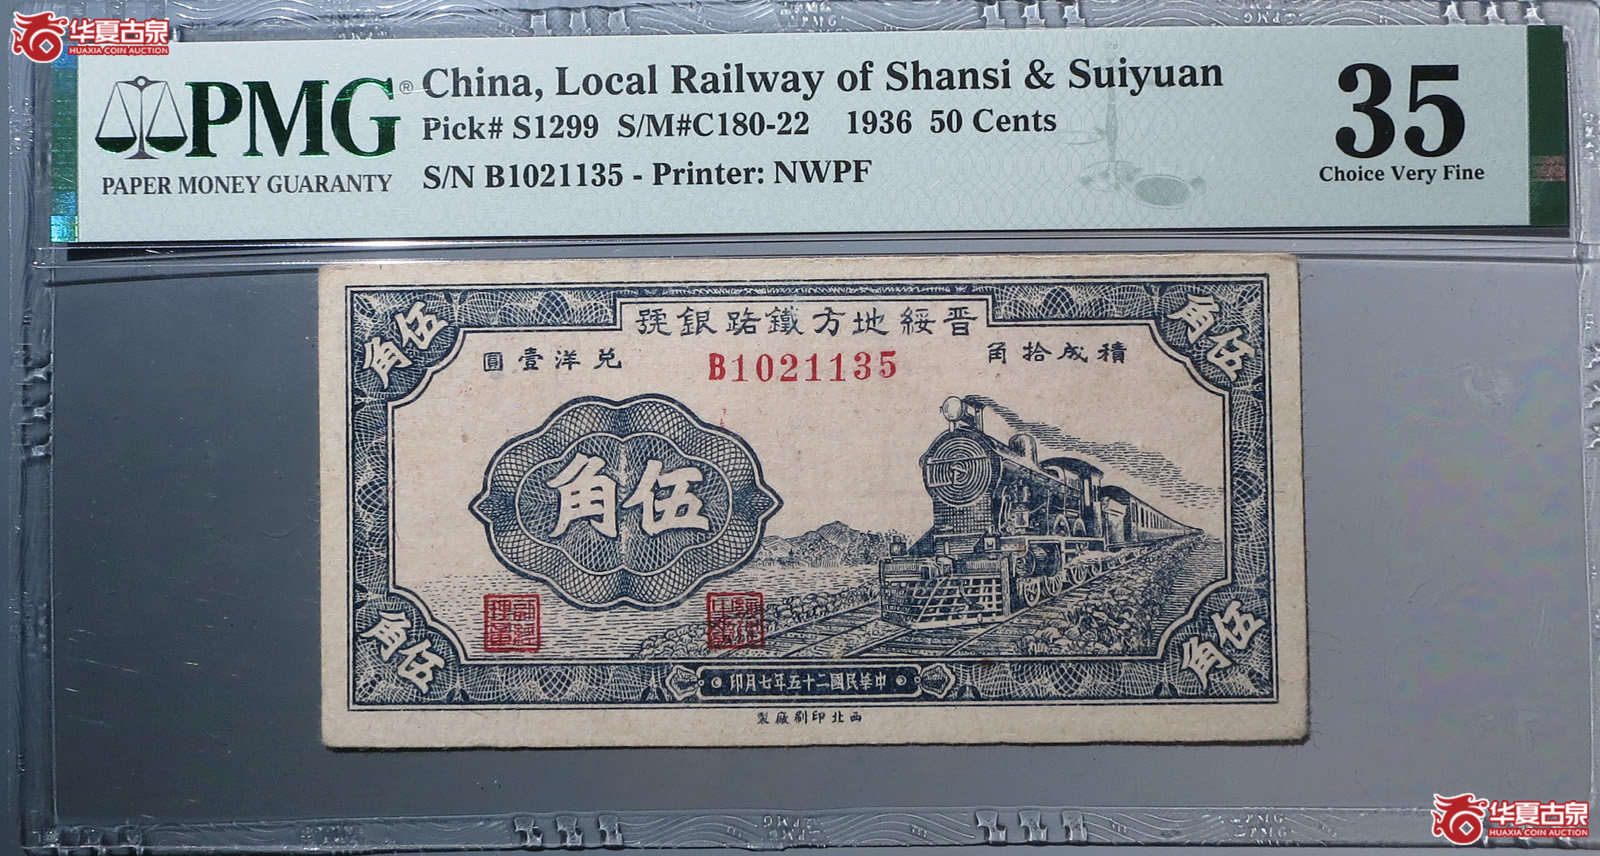 华夏古泉
HUAXIA COIN AUCTION
PMG®
PAPER MONEY GUARANTY
China, Local Railway of Shansi & Suiyuan
Pick# S1299 S/M#C180-22 1936 50 Cents
S/N B1021135 - Printer: NWPF
35
Choice Very Fine
晋綏地方鐵路銀號
積成拾角
兑洋壹圓
B1021135
伍角
伍角
伍角
伍角
伍角
中華民國二十五年七月印
西北印刷廠製
华夏古泉
HUAXIA COIN AUCTION